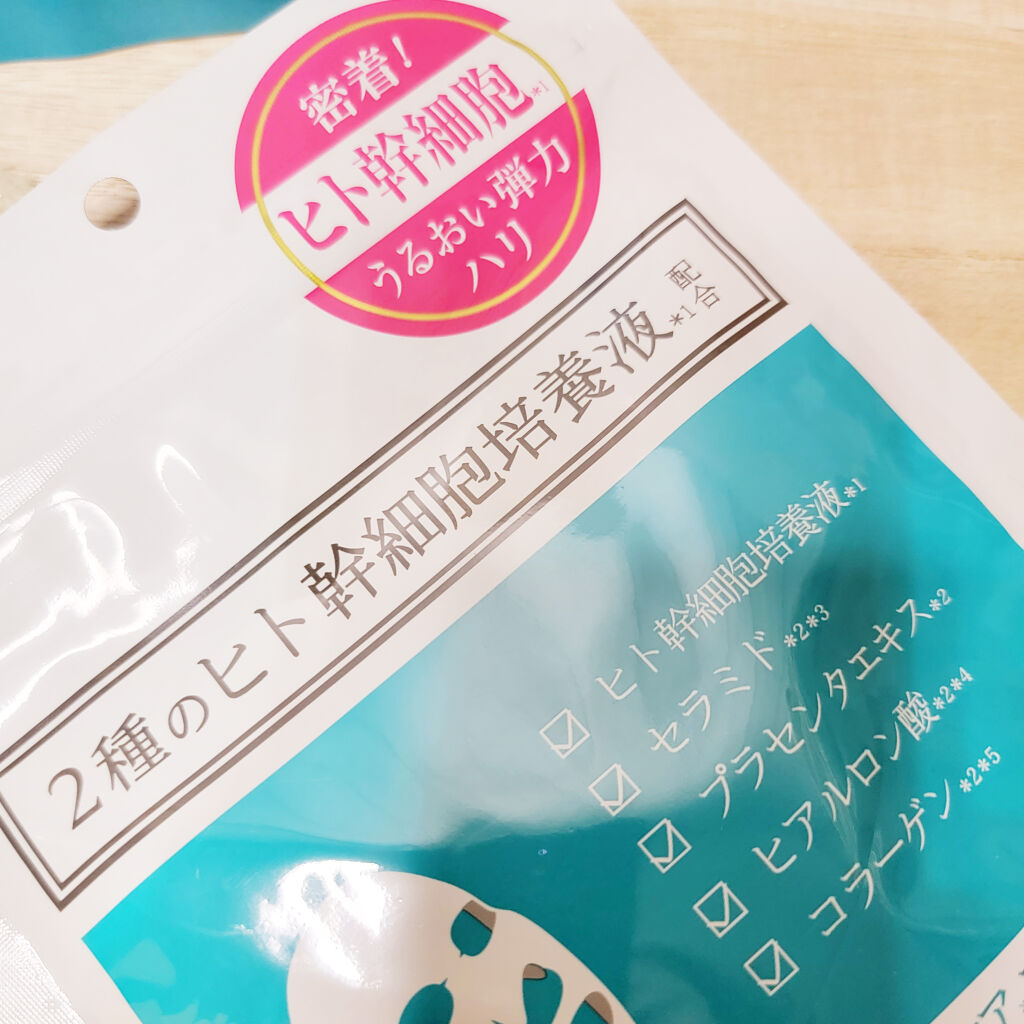 密着!
ヒト幹細胞*1
うるおい弾力
ハリ
2種のヒト幹細胞培養液*1配合
ヒト幹細胞培養液*1
セラミド*2*3
プラセンタエキス*2
ヒアルロン酸*2*4
コラーゲン*2*5